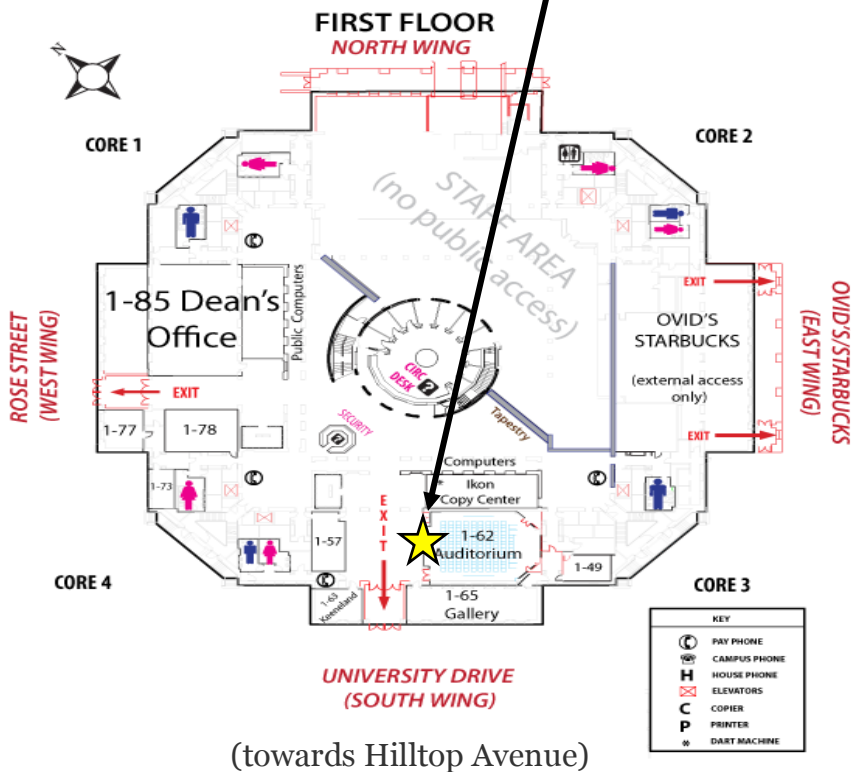 FIRST FLOOR
NORTH WING
N
CORE 1
CORE 2
STAFF AREA
(no public access)
1-85 Dean's
Office
Public Computers
ROSE STREET
(WEST WING)
EXIT
CIRC
DESK
?
SECURITY
?
Tapestry
EXIT
OVID'S
STARBUCKS
(external access
only)
EXIT
OVID'S/STARBUCKS
(EAST WING)
1-77
1-78
1-73
Computers
*
Ikon
Copy Center
EXIT
1-57
1-62
Auditorium
1-49
1-63
Keeneland
1-65
Gallery
CORE 4
CORE 3
UNIVERSITY DRIVE
(SOUTH WING)
(towards Hilltop Avenue)
KEY
PAY PHONE
CAMPUS PHONE
H HOUSE PHONE
ELEVATORS
C COPIER
P PRINTER
* DART MACHINE